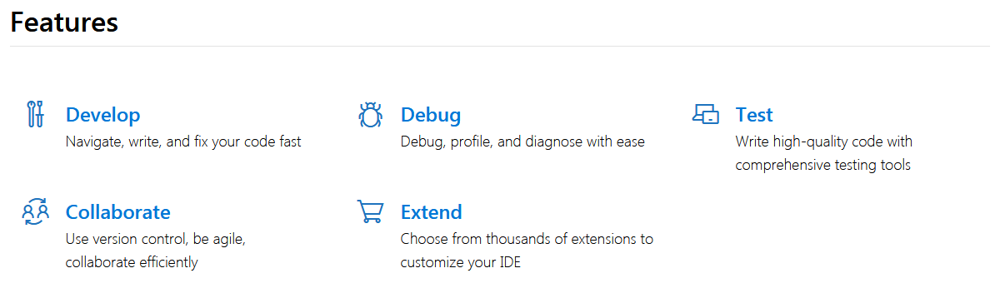 Features
Develop
Navigate, write, and fix your code fast
Debug
Debug, profile, and diagnose with ease
Test
Write high-quality code with
comprehensive testing tools
Collaborate
Use version control, be agile,
collaborate efficiently
Extend
Choose from thousands of extensions to
customize your IDE